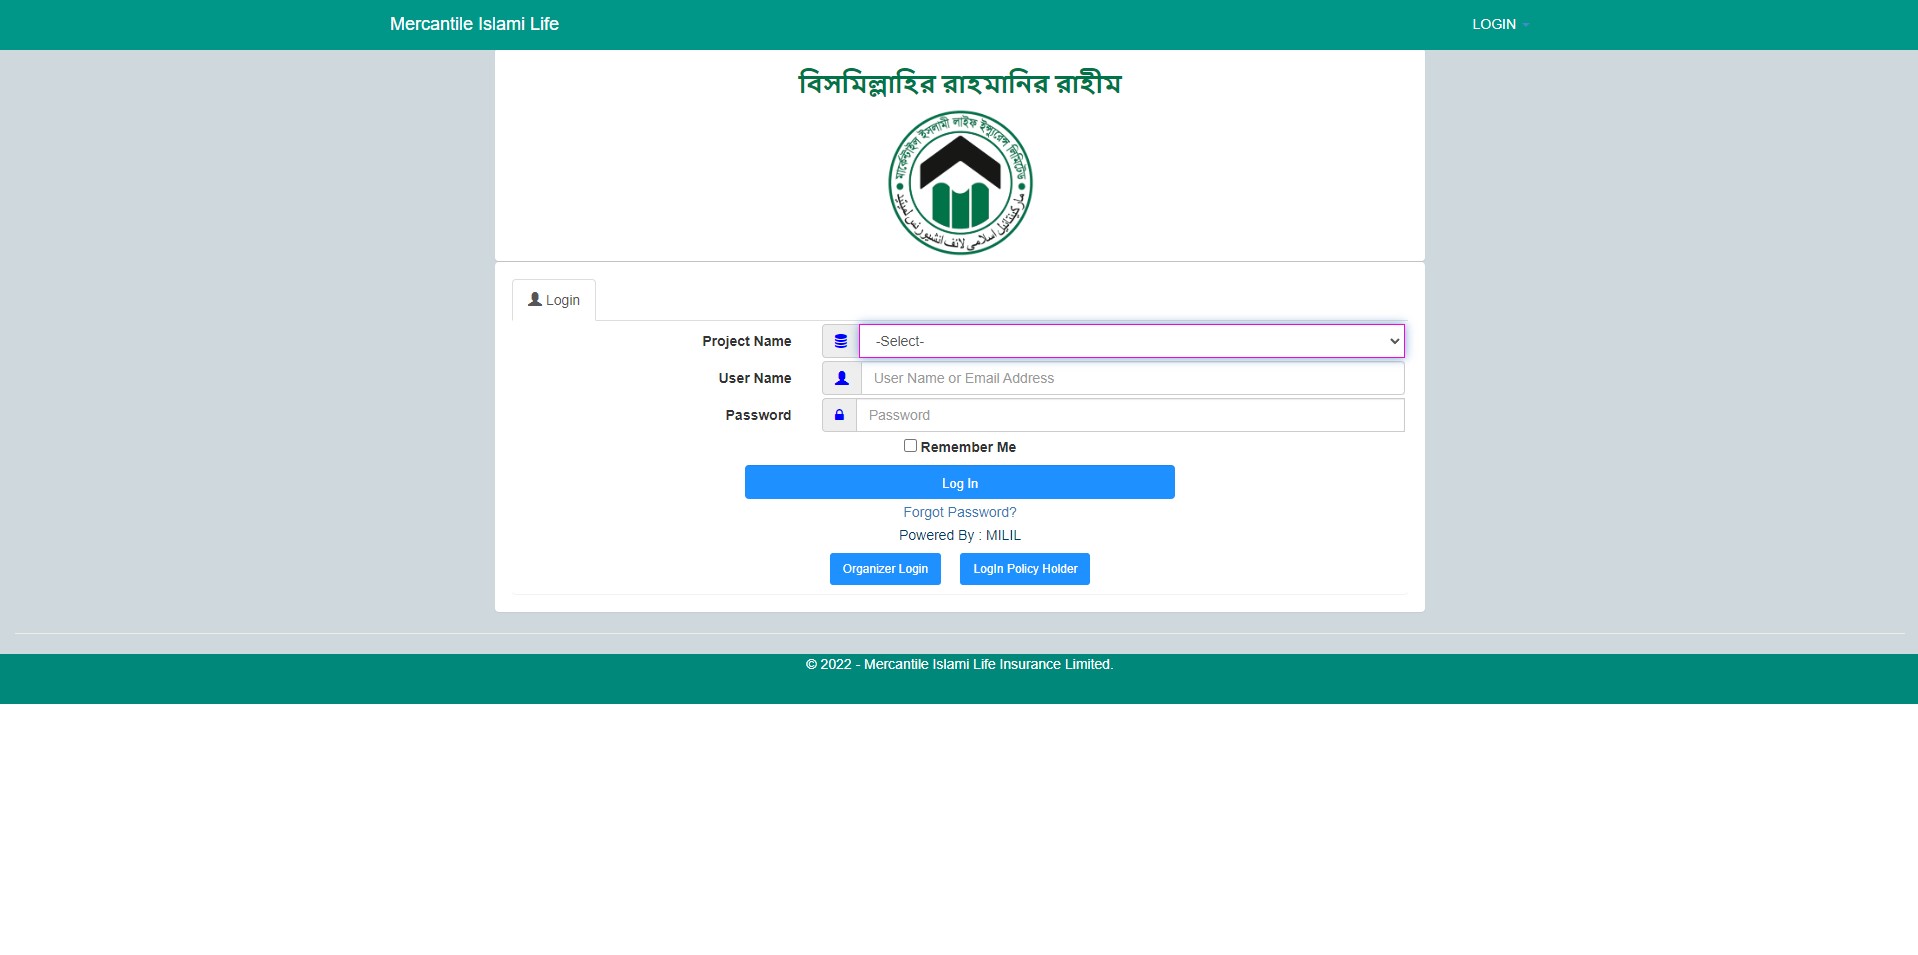 Mercantile Islami Life
LOGIN
বিসমিল্লাহির রাহমানির রাহীম
মার্কেন্টাইল ইসলামী লাইফ ইন্স্যুরেন্স লিমিটেড
Login
Project Name
-Select-
User Name
User Name or Email Address
Password
Password
Remember Me
Log In
Forgot Password?
Powered By : MILIL
Organizer Login
LogIn Policy Holder
© 2022 - Mercantile Islami Life Insurance Limited.